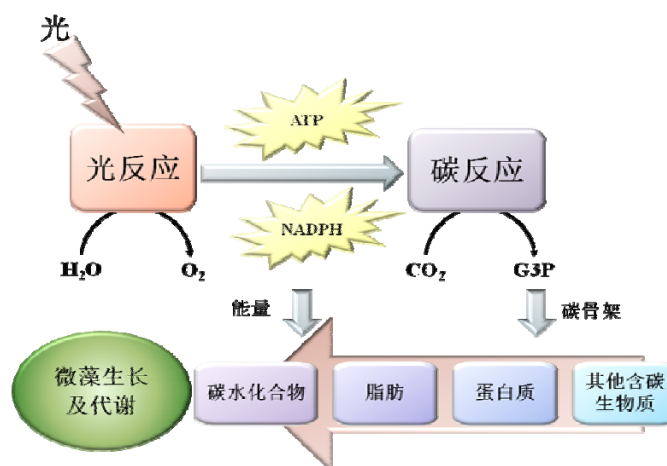 光
ATP
光反应
碳反应
NADPH
H₂O
O₂
CO₂
G3P
能量
碳骨架
微藻生长
及代谢
碳水化合物
脂肪
蛋白质
其他含碳
生物质